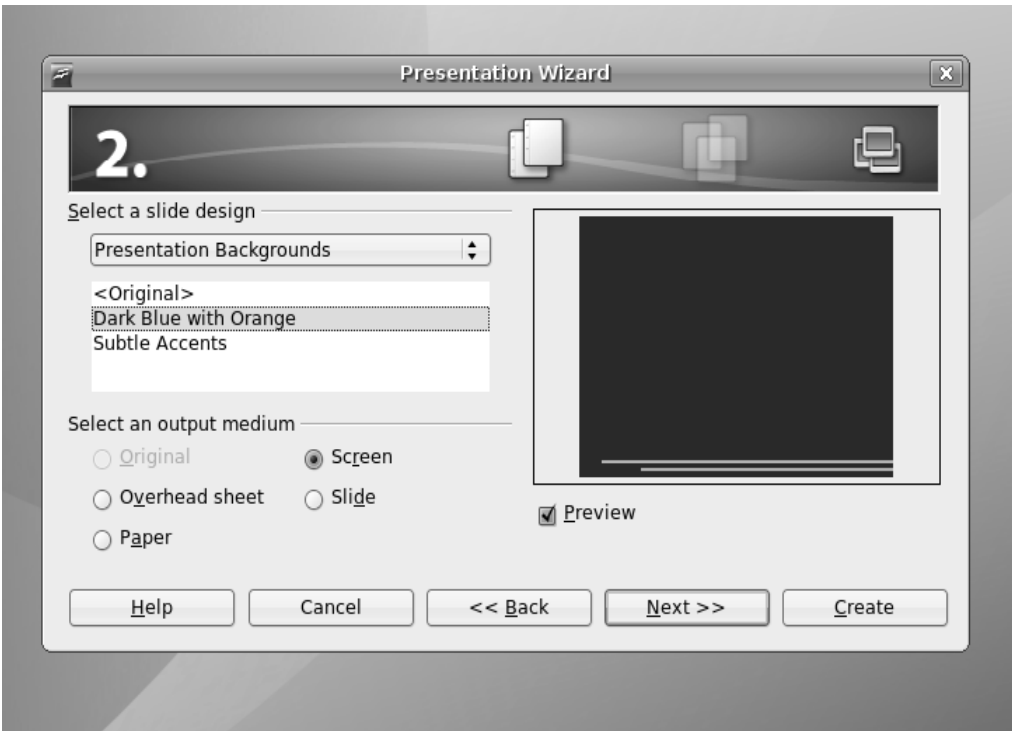 Presentation Wizard
2.
Select a slide design
Presentation Backgrounds
<Original>
Dark Blue with Orange
Subtle Accents
Select an output medium
Original
Screen
Overhead sheet
Slide
Paper
Preview
Help
Cancel
<< Back
Next >>
Create